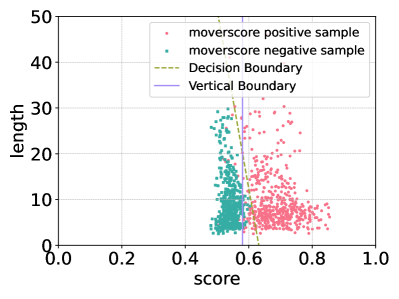 50
40
30
20
10
0
length
moverscore positive sample
moverscore negative sample
Decision Boundary
Vertical Boundary
0.0 0.2 0.4 0.6 0.8 1.0
score